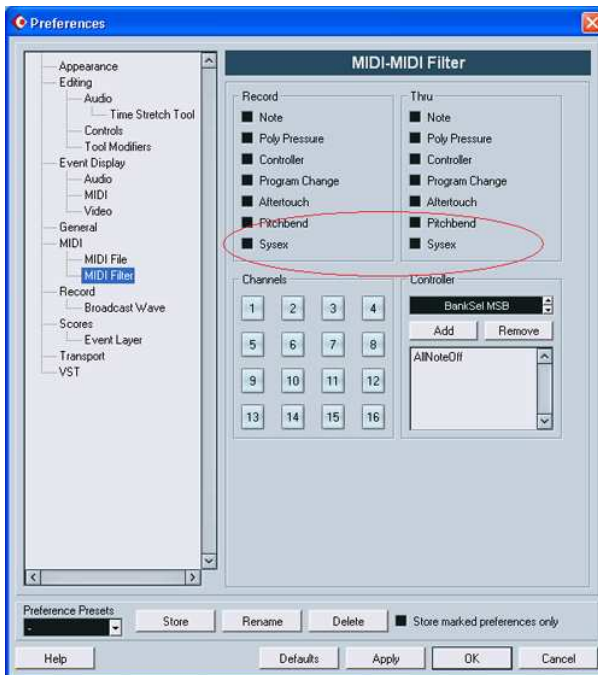 Preferences
Appearance
Editing
Audio
Time Stretch Tool
Controls
Tool Modifiers
Event Display
Audio
MIDI
Video
General
MIDI
MIDI File
MIDI Filter
Record
Broadcast Wave
Scores
Event Layer
Transport
VST
MIDI-MIDI Filter
Record
Note
Poly Pressure
Controller
Program Change
Aftertouch
Pitchbend
Sysex
Thru
Note
Poly Pressure
Controller
Program Change
Aftertouch
Pitchbend
Sysex
Channels
1 2 3 4
5 6 7 8
9 10 11 12
13 14 15 16
Controller
BankSel MSB
Add Remove
AllNoteOff
Preference Presets
-
Store Rename Delete Store marked preferences only
Help Defaults Apply OK Cancel